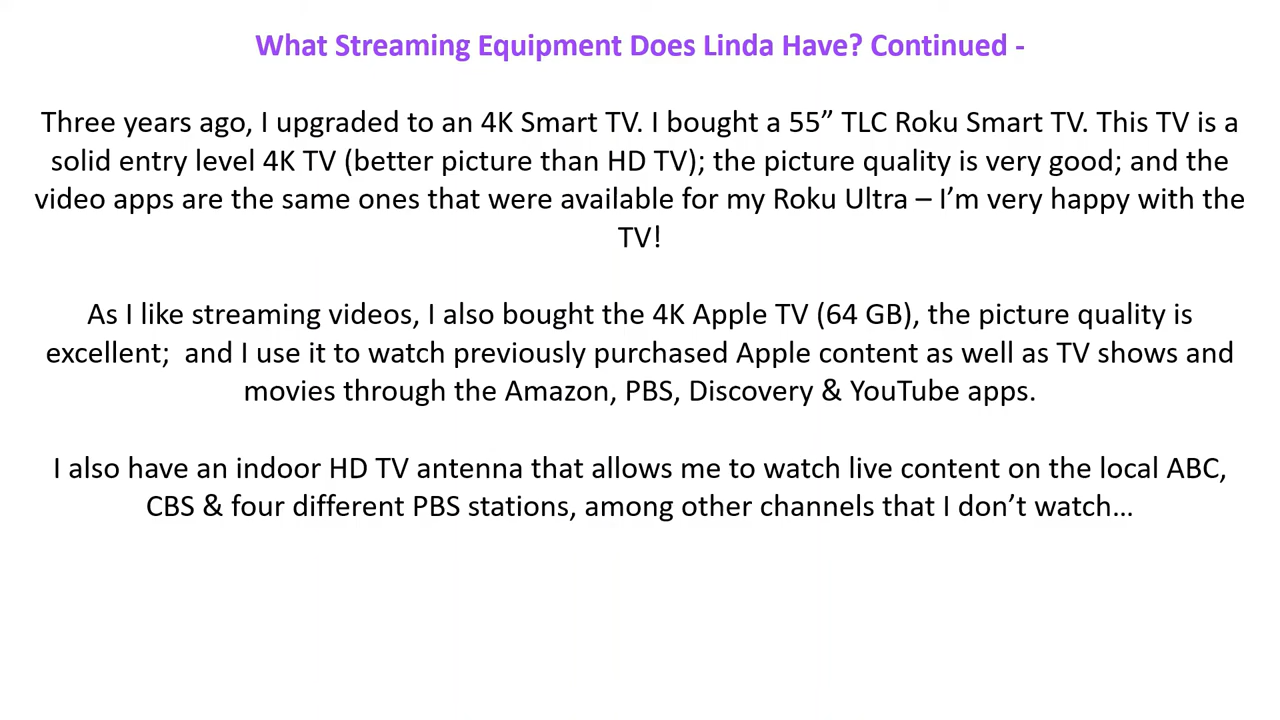 What Streaming Equipment Does Linda Have? Continued -
Three years ago, I upgraded to an 4K Smart TV. I bought a 55” TLC Roku Smart TV. This TV is a
solid entry level 4K TV (better picture than HD TV); the picture quality is very good; and the
video apps are the same ones that were available for my Roku Ultra – I’m very happy with the
TV!
As I like streaming videos, I also bought the 4K Apple TV (64 GB), the picture quality is
excellent;  and I use it to watch previously purchased Apple content as well as TV shows and
movies through the Amazon, PBS, Discovery & YouTube apps.
I also have an indoor HD TV antenna that allows me to watch live content on the local ABC,
CBS & four different PBS stations, among other channels that I don’t watch…